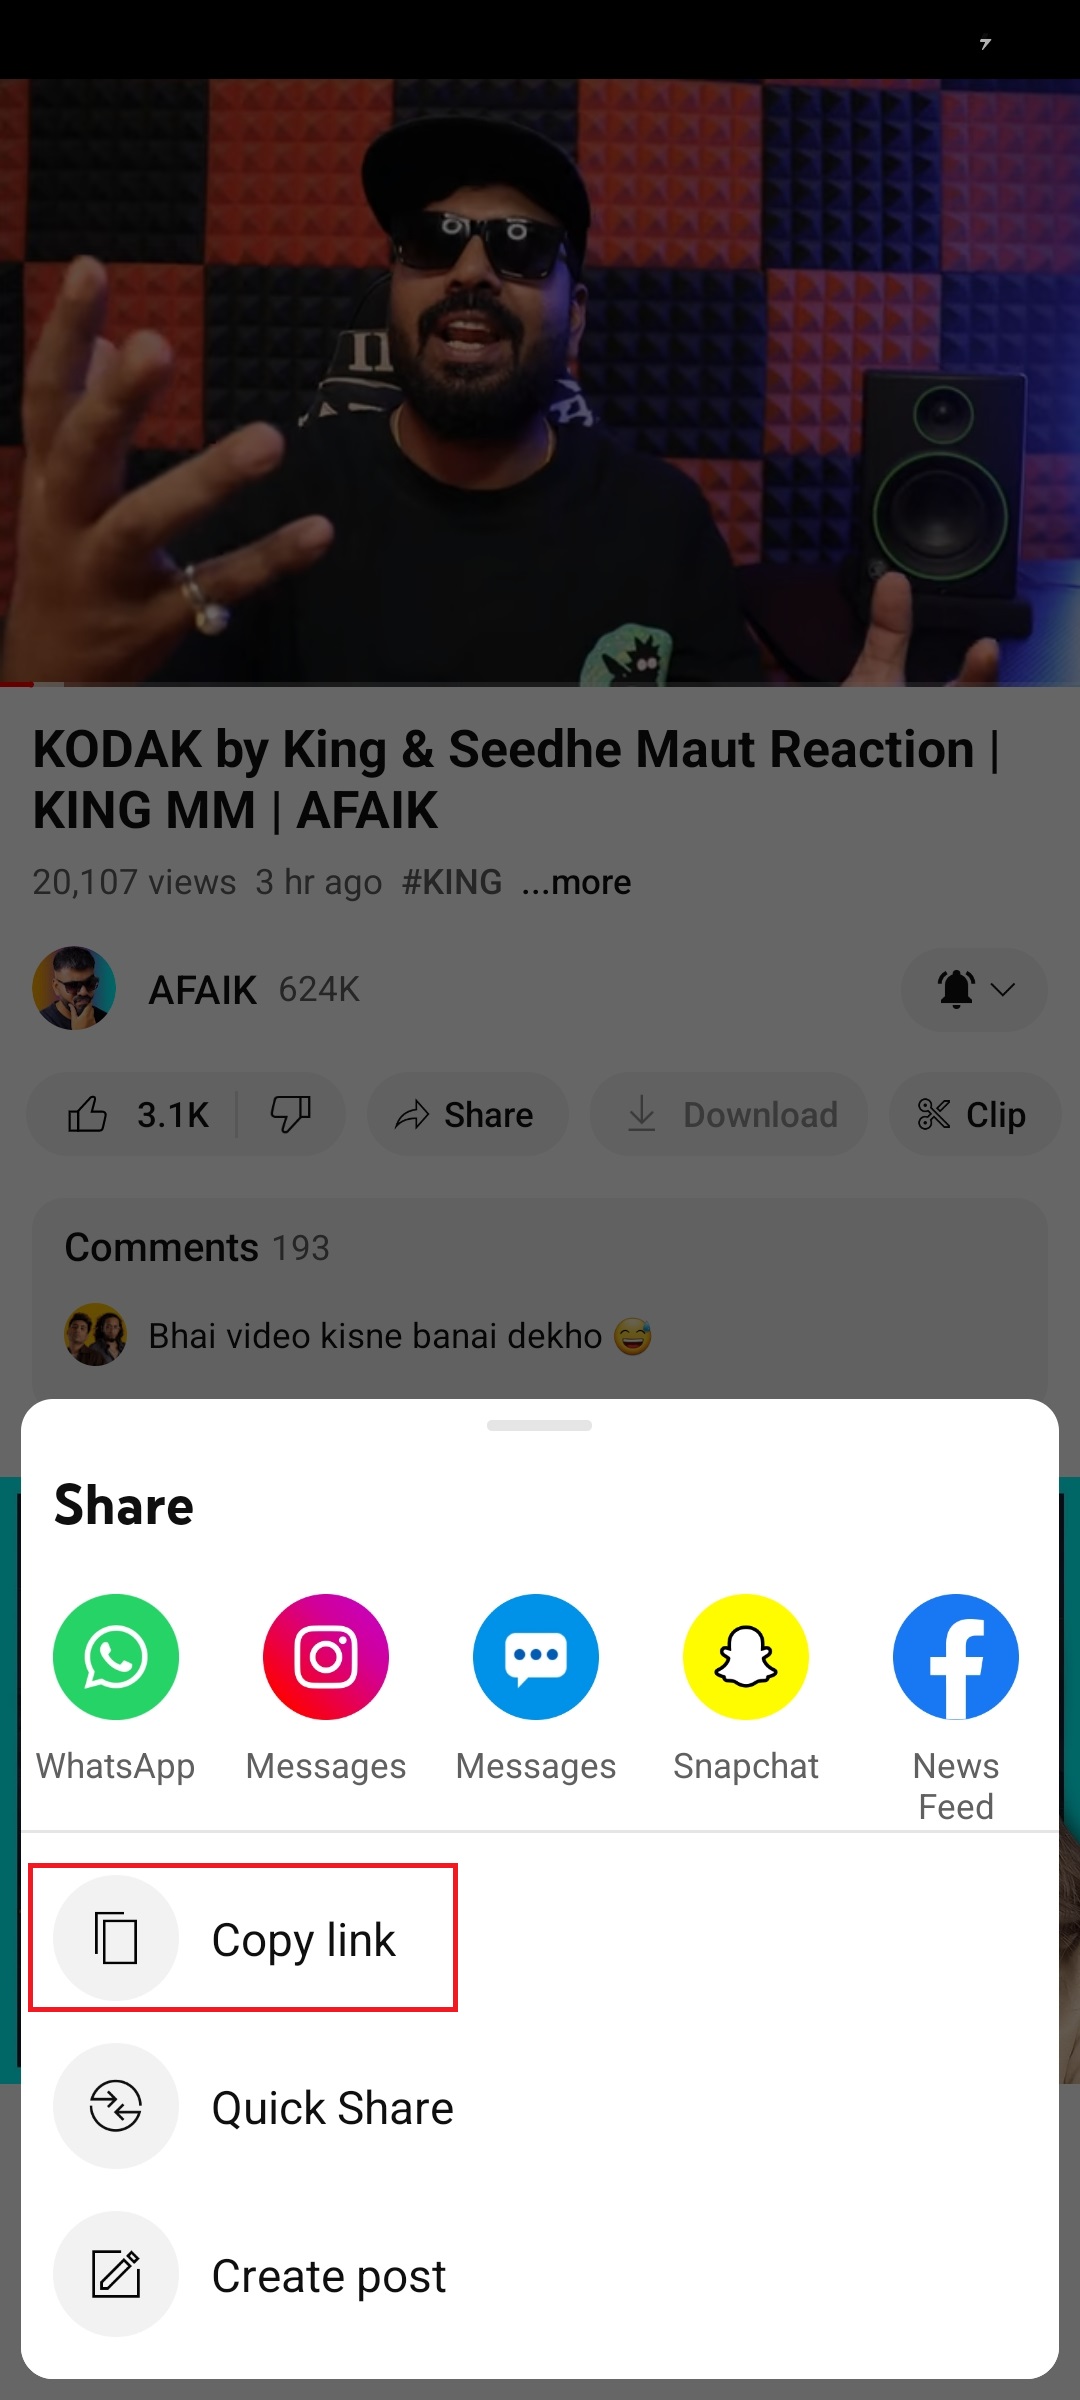 KODAK by King & Seedhe Maut Reaction |
KING MM | AFAIK
20,107 views 3 hr ago #KING ...more
AFAIK 624K
3.1K Share Download Clip
Comments 193
Bhai video kisne banai dekho 😅
Share
WhatsApp Messages Messages Snapchat News
Feed
Copy link
Quick Share
Create post